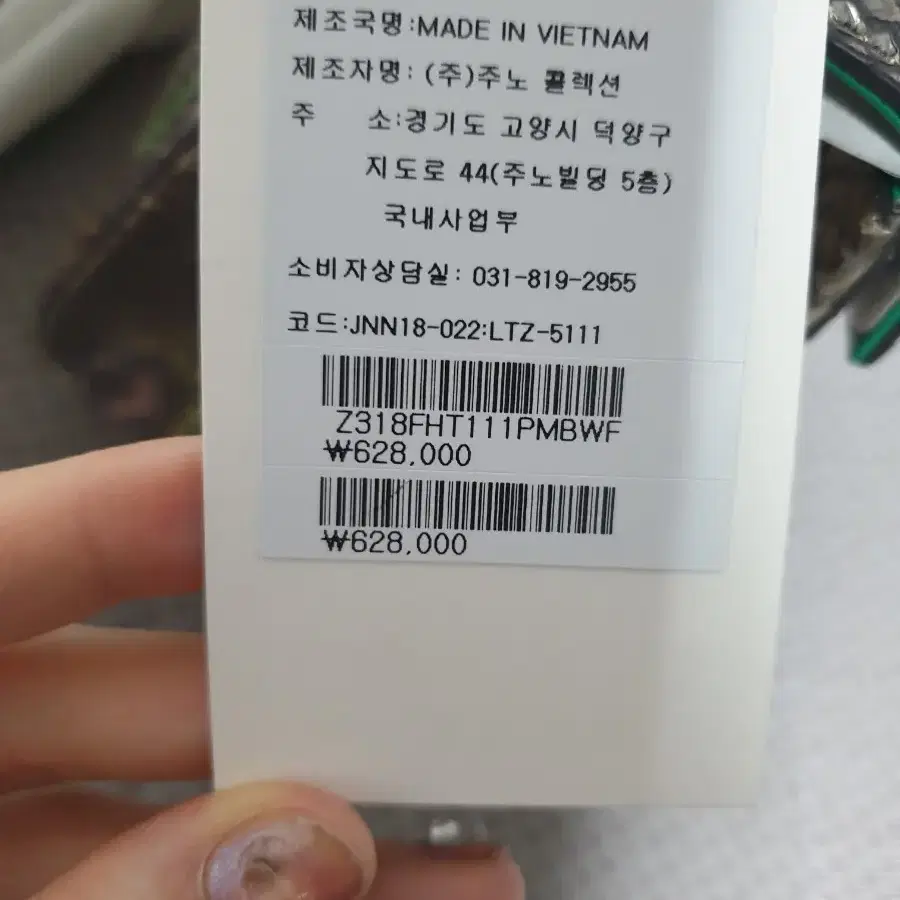 제조국명:MADE IN VIETNAM
제조자명: (주)주노 콜렉션
주 소:경기도 고양시 덕양구
지도로 44(주노빌딩 5층)
국내사업부
소비자상담실: 031-819-2955
코드:JNN18-022:LTZ-5111
Z318FHT111PMBWF
₩628,000
₩628,000